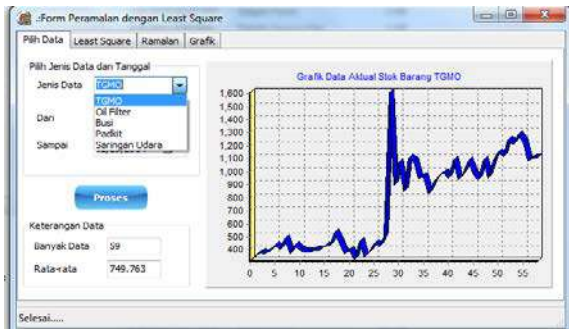 .:Form Peramalan dengan Least Square
Pilih Data Least Square Ramalan Grafik
Pilih Jenis Data dan Tanggal
Jenis Data TGMO
TGMO
Oil Filter
Dari
Busi
Padkit
Sampai
Saringan Udara
Proses
Keterangan Data
Banyak Data 59
Rata-rata 749.763
Grafik Data Aktual Stok Barang TGMO
1,600
1,500
1,400
1,300
1,200
1,100
1,000
900
800
700
600
500
400
0 5 10 15 20 25 30 35 40 45 50 55
Selesai.....